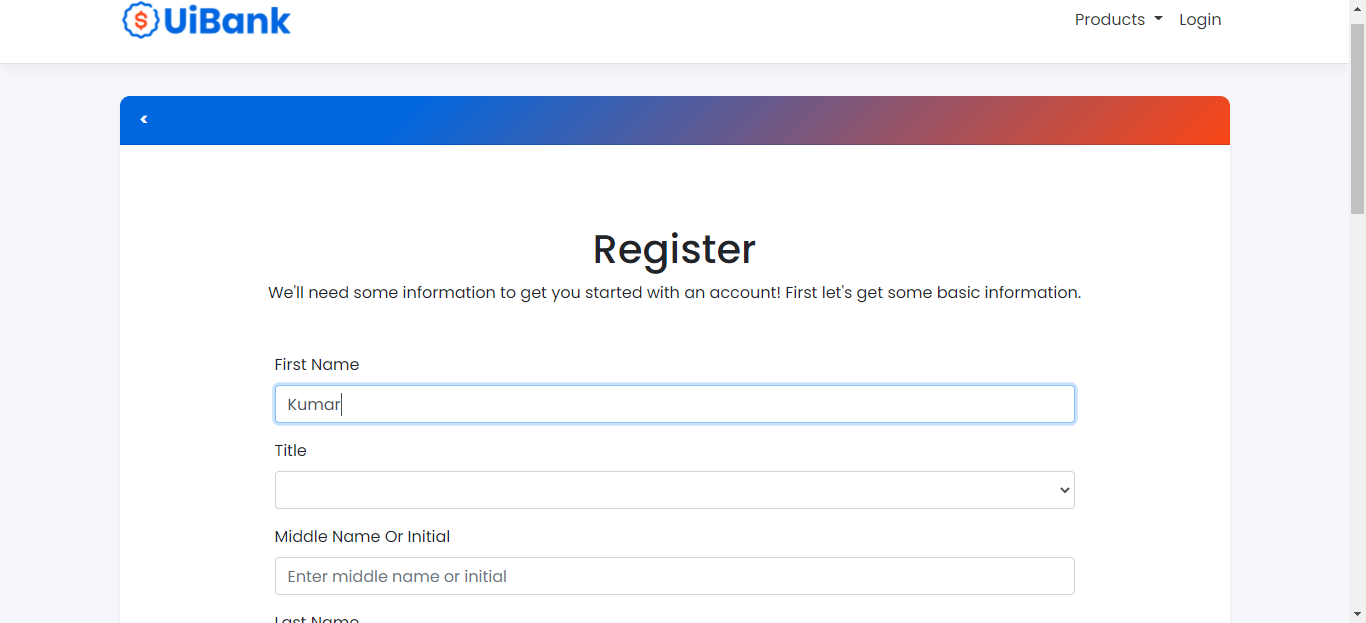 UiBank
Products Login
Register
We'll need some information to get you started with an account! First let's get some basic information.
First Name
Kumar
Title
Middle Name Or Initial
Enter middle name or initial
Last Name